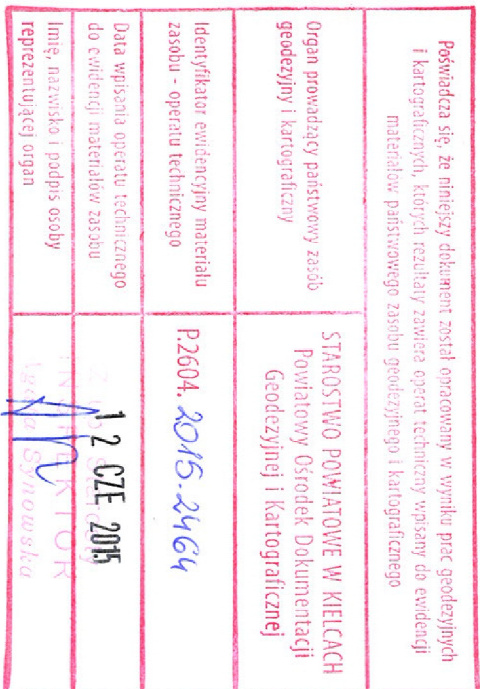 Poświadcza się, że niniejszy dokument został opracowany w wyniku prac geodezyjnych
i kartograficznych, których rezultaty zawiera operat techniczny wpisany do ewidencji
materiałów państwowego zasobu geodezyjnego i kartograficznego
Organ prowadzący państwowy zasób
geodezyjny i kartograficzny
STAROSTWO POWIATOWE W KIELCACH
Powiatowy Ośrodek Dokumentacji
Geodezyjnej i Kartograficznej
Identyfikator ewidencyjny materiału
zasobu - operatu technicznego
P.2604. 2015.2464
Data wpisania operatu technicznego
do ewidencji materiałów zasobu
1 2 CZE 2015
Imię, nazwisko i podpis osoby
reprezentującej organ